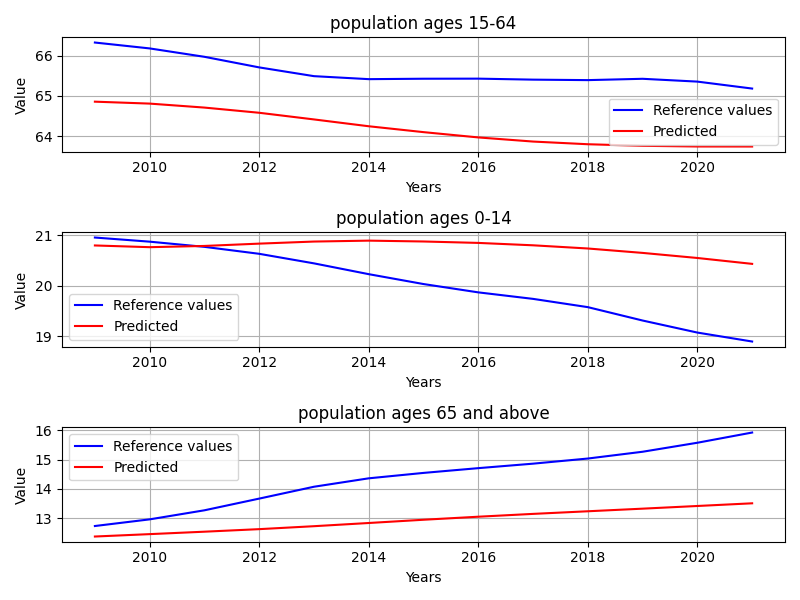 population ages 15-64
Value
66
65
64
Reference values
Predicted
2010 2012 2014 2016 2018 2020
Years
population ages 0-14
Value
21
20
19
Reference values
Predicted
2010 2012 2014 2016 2018 2020
Years
population ages 65 and above
Value
16
15
14
13
Reference values
Predicted
2010 2012 2014 2016 2018 2020
Years